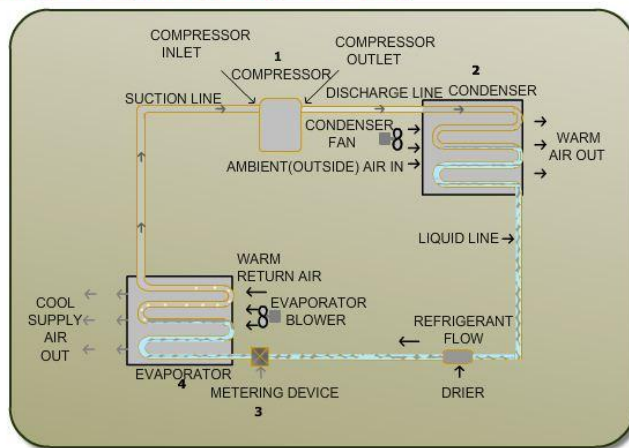 COMPRESSOR
INLET
1
COMPRESSOR
COMPRESSOR
OUTLET
2
CONDENSER
SUCTION LINE
DISCHARGE LINE
CONDENSER
FAN
AMBIENT(OUTSIDE) AIR IN
WARM
AIR OUT
LIQUID LINE
WARM
RETURN AIR
COOL
SUPPLY
AIR
OUT
EVAPORATOR
BLOWER
REFRIGERANT
FLOW
EVAPORATOR
4
METERING DEVICE
3
DRIER